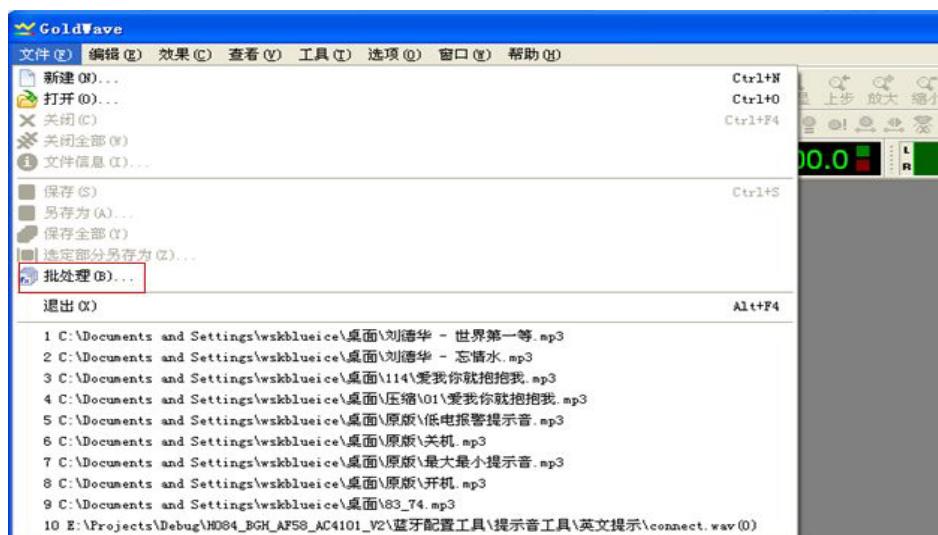 GoldWave
文件(F) 编辑(E) 效果(C) 查看(V) 工具(T) 选项(O) 窗口(W) 帮助(H)
新建(N)... Ctrl+N
打开(O)... Ctrl+O
关闭(C) Ctrl+F4
关闭全部(W)
文件信息(I)...
保存(S) Ctrl+S
另存为(A)...
保存全部(Y)
选定部分另存为(Z)...
批处理(B)...
退出(X) Alt+F4
上步 放大 缩小
00.0 L
R
1 C:\Documents and Settings\wskblueice\桌面\刘德华 - 世界第一等.mp3
2 C:\Documents and Settings\wskblueice\桌面\刘德华 - 忘情水.mp3
3 C:\Documents and Settings\wskblueice\桌面\114\爱我你就抱抱我.mp3
4 C:\Documents and Settings\wskblueice\桌面\压缩\01\爱我你就抱抱我.mp3
5 C:\Documents and Settings\wskblueice\桌面\原版\低电报警提示音.mp3
6 C:\Documents and Settings\wskblueice\桌面\原版\关机.mp3
7 C:\Documents and Settings\wskblueice\桌面\原版\最大最小提示音.mp3
8 C:\Documents and Settings\wskblueice\桌面\原版\开机.mp3
9 C:\Documents and Settings\wskblueice\桌面\83_74.mp3
10 E:\Projects\Debug\HD84_BGH_AF58_AC4101_V2\蓝牙配置工具\提示音工具\英文提示\connect.wav(0)